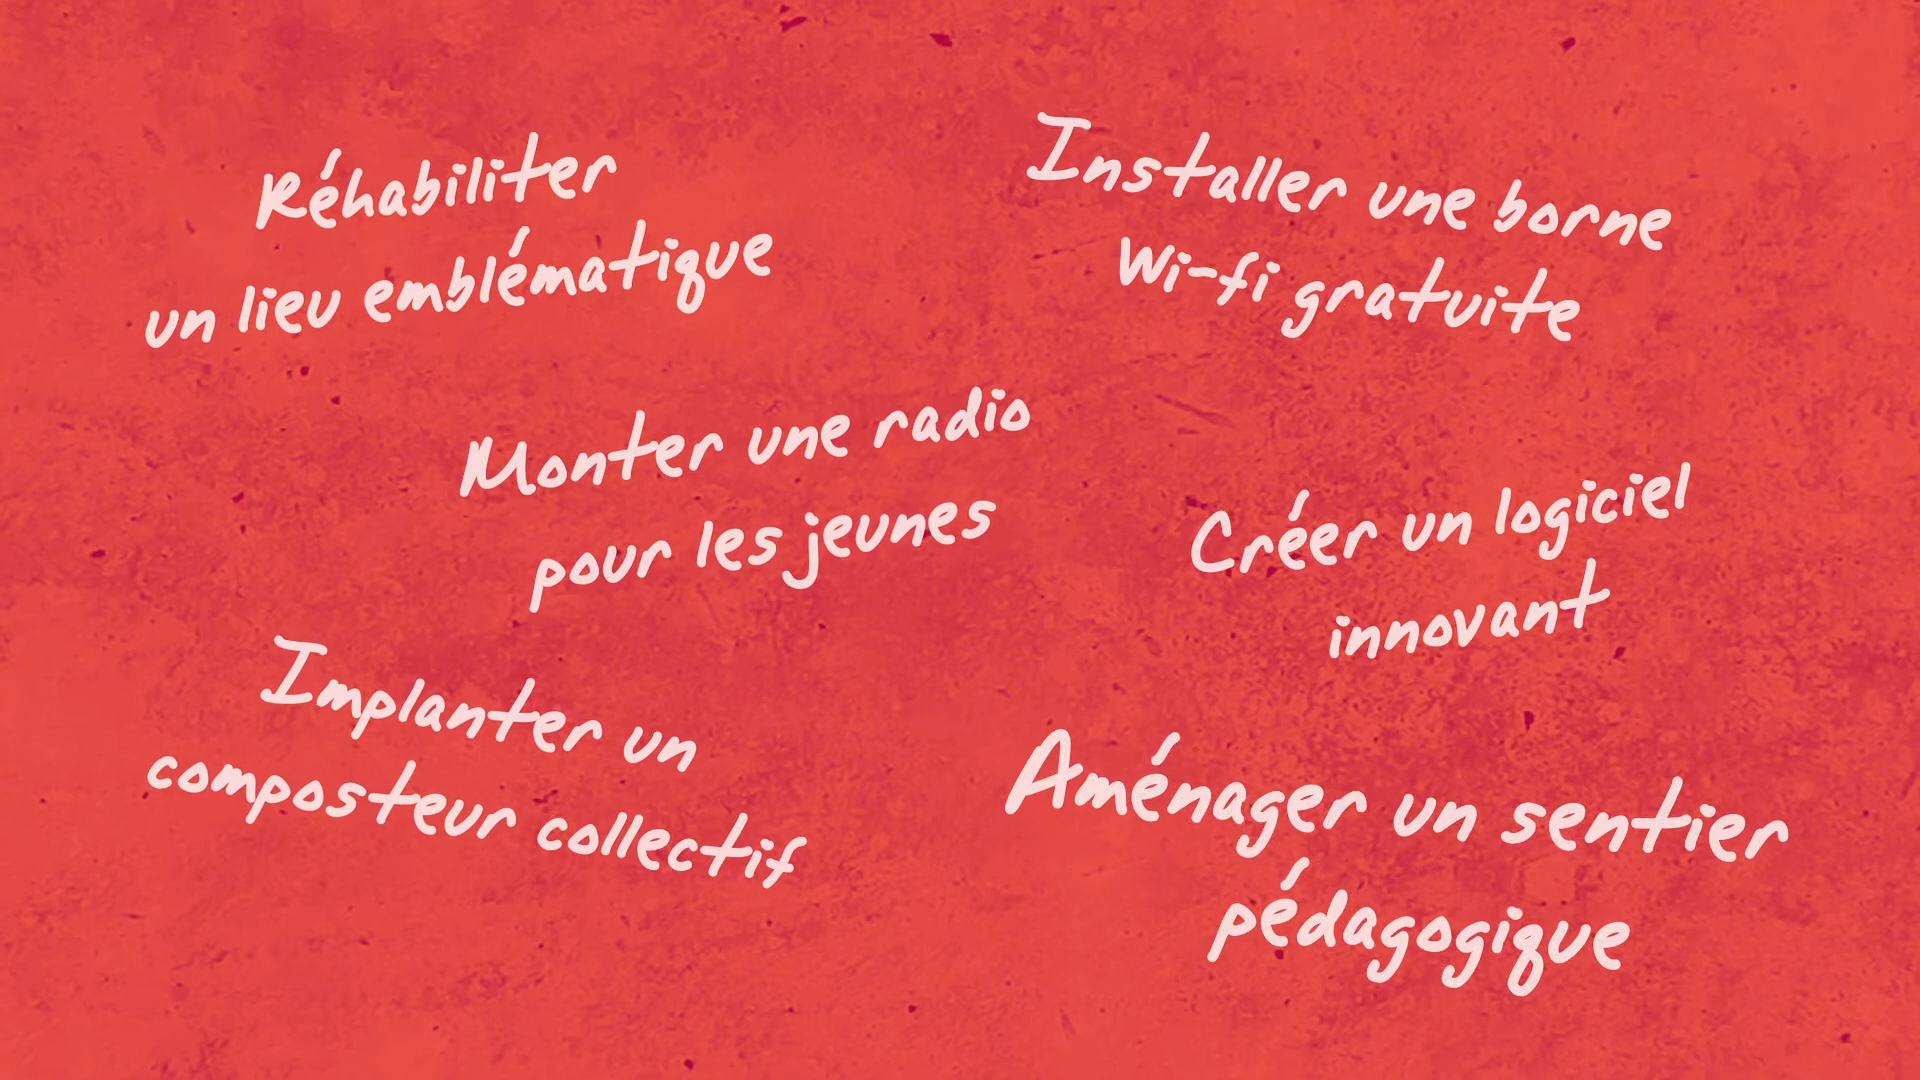 Réhabiliter
un lieu emblématique
Installer une borne
Wi-fi gratuite
Monter une radio
pour les jeunes
Créer un logiciel
innovant
Implanter un
composteur collectif
Aménager un sentier
pédagogique